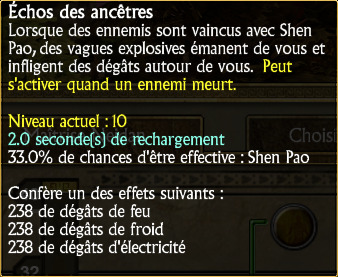 Échos des ancêtres
Lorsque des ennemis sont vaincus avec Shen
Pao, des vagues explosives émanent de vous et
infligent des dégâts autour de vous. Peut
s'activer quand un ennemi meurt.
Niveau actuel : 10
2.0 seconde(s) de rechargement
Choisi
33.0% de chances d'être effective : Shen Pao
Confère un des effets suivants :
238 de dégâts de feu
238 de dégâts de froid
238 de dégâts d'électricité
32